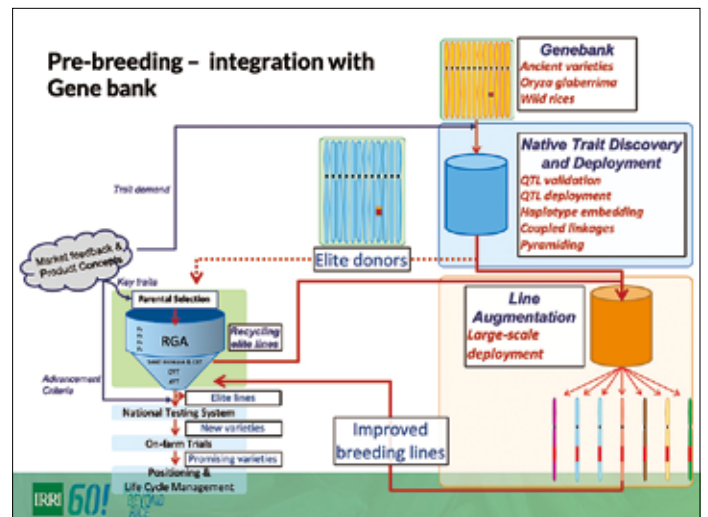 Pre-breeding – integration with
Gene bank
Genebank
Ancient varieties
Oryza glaberrima
Wild rices
Native Trait Discovery
and Deployment
QTL validation
QTL deployment
Haplotype embedding
Coupled linkages
Pyramiding
Trait demand
Elite donors
Market feedback &
Product Concepts
Key traits
Parental Selection
RGA
Recycling
elite lines
Line
Augmentation
Large-scale
deployment
Advancement
Criteria
Elite lines
National Testing System
New varieties
On-farm Trials
Promising varieties
Positioning &
Life Cycle Management
Improved
breeding lines
IRRI 60!
BEYOND